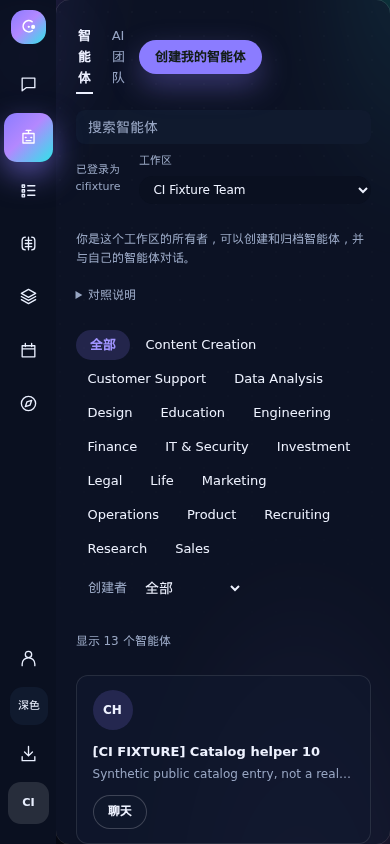 智能体
AI团队
创建我的智能体
搜索智能体
已登录为
cifixture
工作区
CI Fixture Team
你是这个工作区的所有者，可以创建和归档智能体，并
与自己的智能体对话。
对照说明
全部 Content Creation
Customer Support Data Analysis
Design Education Engineering
Finance IT & Security Investment
Legal Life Marketing
Operations Product Recruiting
Research Sales
创建者 全部
显示 13 个智能体
CH
[CI FIXTURE] Catalog helper 10
Synthetic public catalog entry, not a real...
聊天
深色
CI